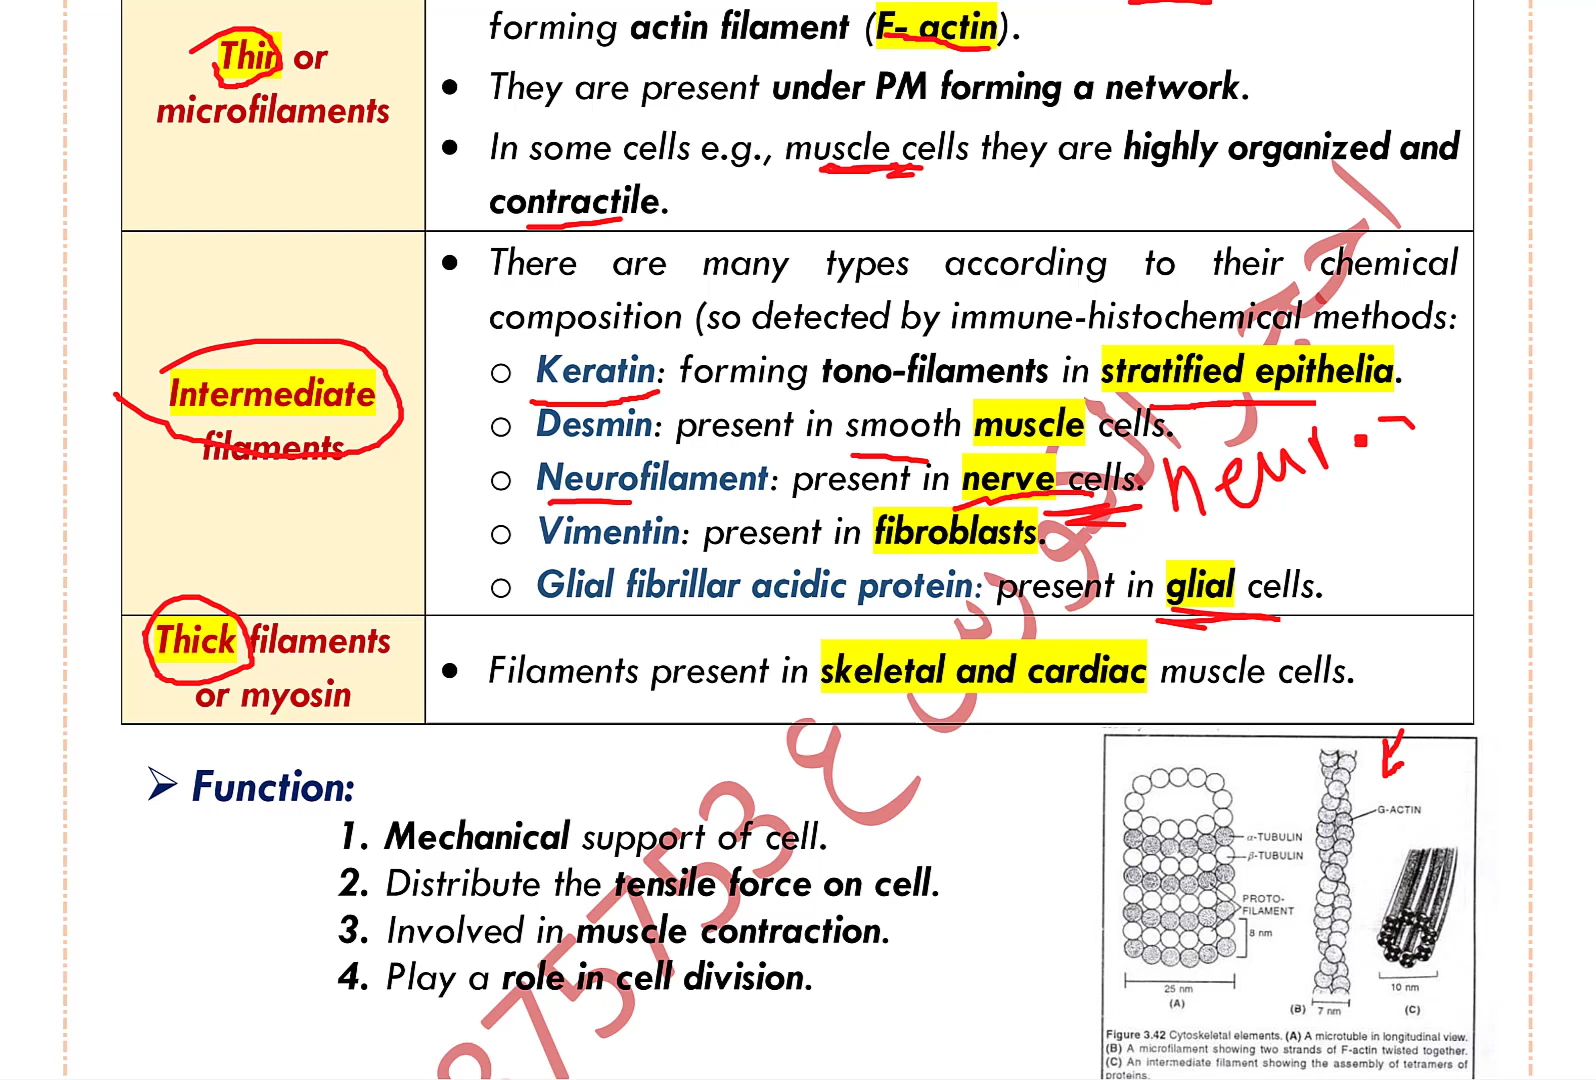 forming actin filament (F- actin).
Thin or
microfilaments
• They are present under PM forming a network.
• In some cells e.g., muscle cells they are highly organized and
contractile.
Intermediate
filaments
• There are many types according to their chemical
composition (so detected by immune-histochemical methods:
o Keratin: forming tono-filaments in stratified epithelia.
o Desmin: present in smooth muscle cells.
o Neurofilament: present in nerve cells.
neur
o Vimentin: present in fibroblasts.
o Glial fibrillar acidic protein: present in glial cells.
Thick filaments
or myosin
• Filaments present in skeletal and cardiac muscle cells.
➢ Function:
1. Mechanical support of cell.
2. Distribute the tensile force on cell.
3. Involved in muscle contraction.
4. Play a role in cell division.
G-ACTIN
α-TUBULIN
β-TUBULIN
PROTO-
FILAMENT
8 nm
25 nm
(A)
(B)
7 nm
10 nm
(C)
Figure 3.42 Cytoskeletal elements. (A) A microtuble in longitudinal view.
(B) A microfilament showing two strands of F-actin twisted together.
(C) An intermediate filament showing the assembly of tetramers of
proteins.